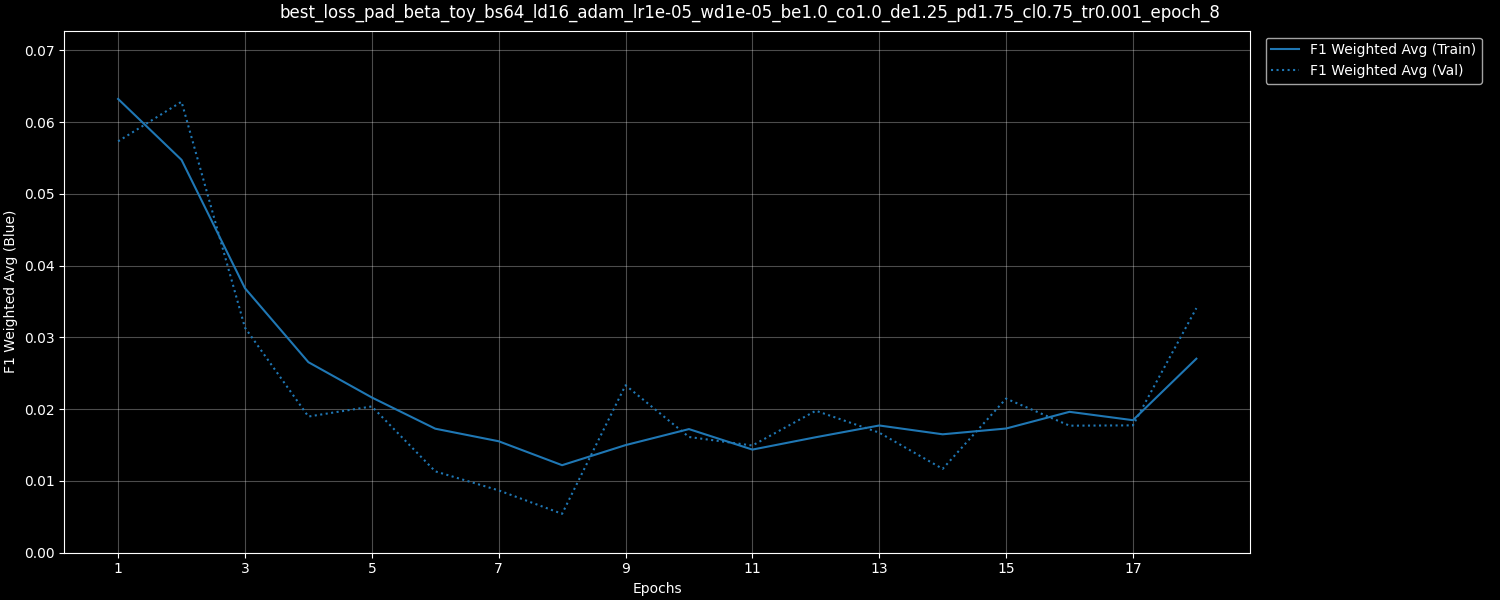 best_loss_pad_beta_toy_bs64_ld16_adam_lr1e-05_wd1e-05_be1.0_co1.0_de1.25_pd1.75_cl0.75_tr0.001_epoch_8
F1 Weighted Avg (Train)
F1 Weighted Avg (Val)
F1 Weighted Avg (Blue)
0.07
0.06
0.05
0.04
0.03
0.02
0.01
0.00
1 3 5 7 9 11 13 15 17
Epochs